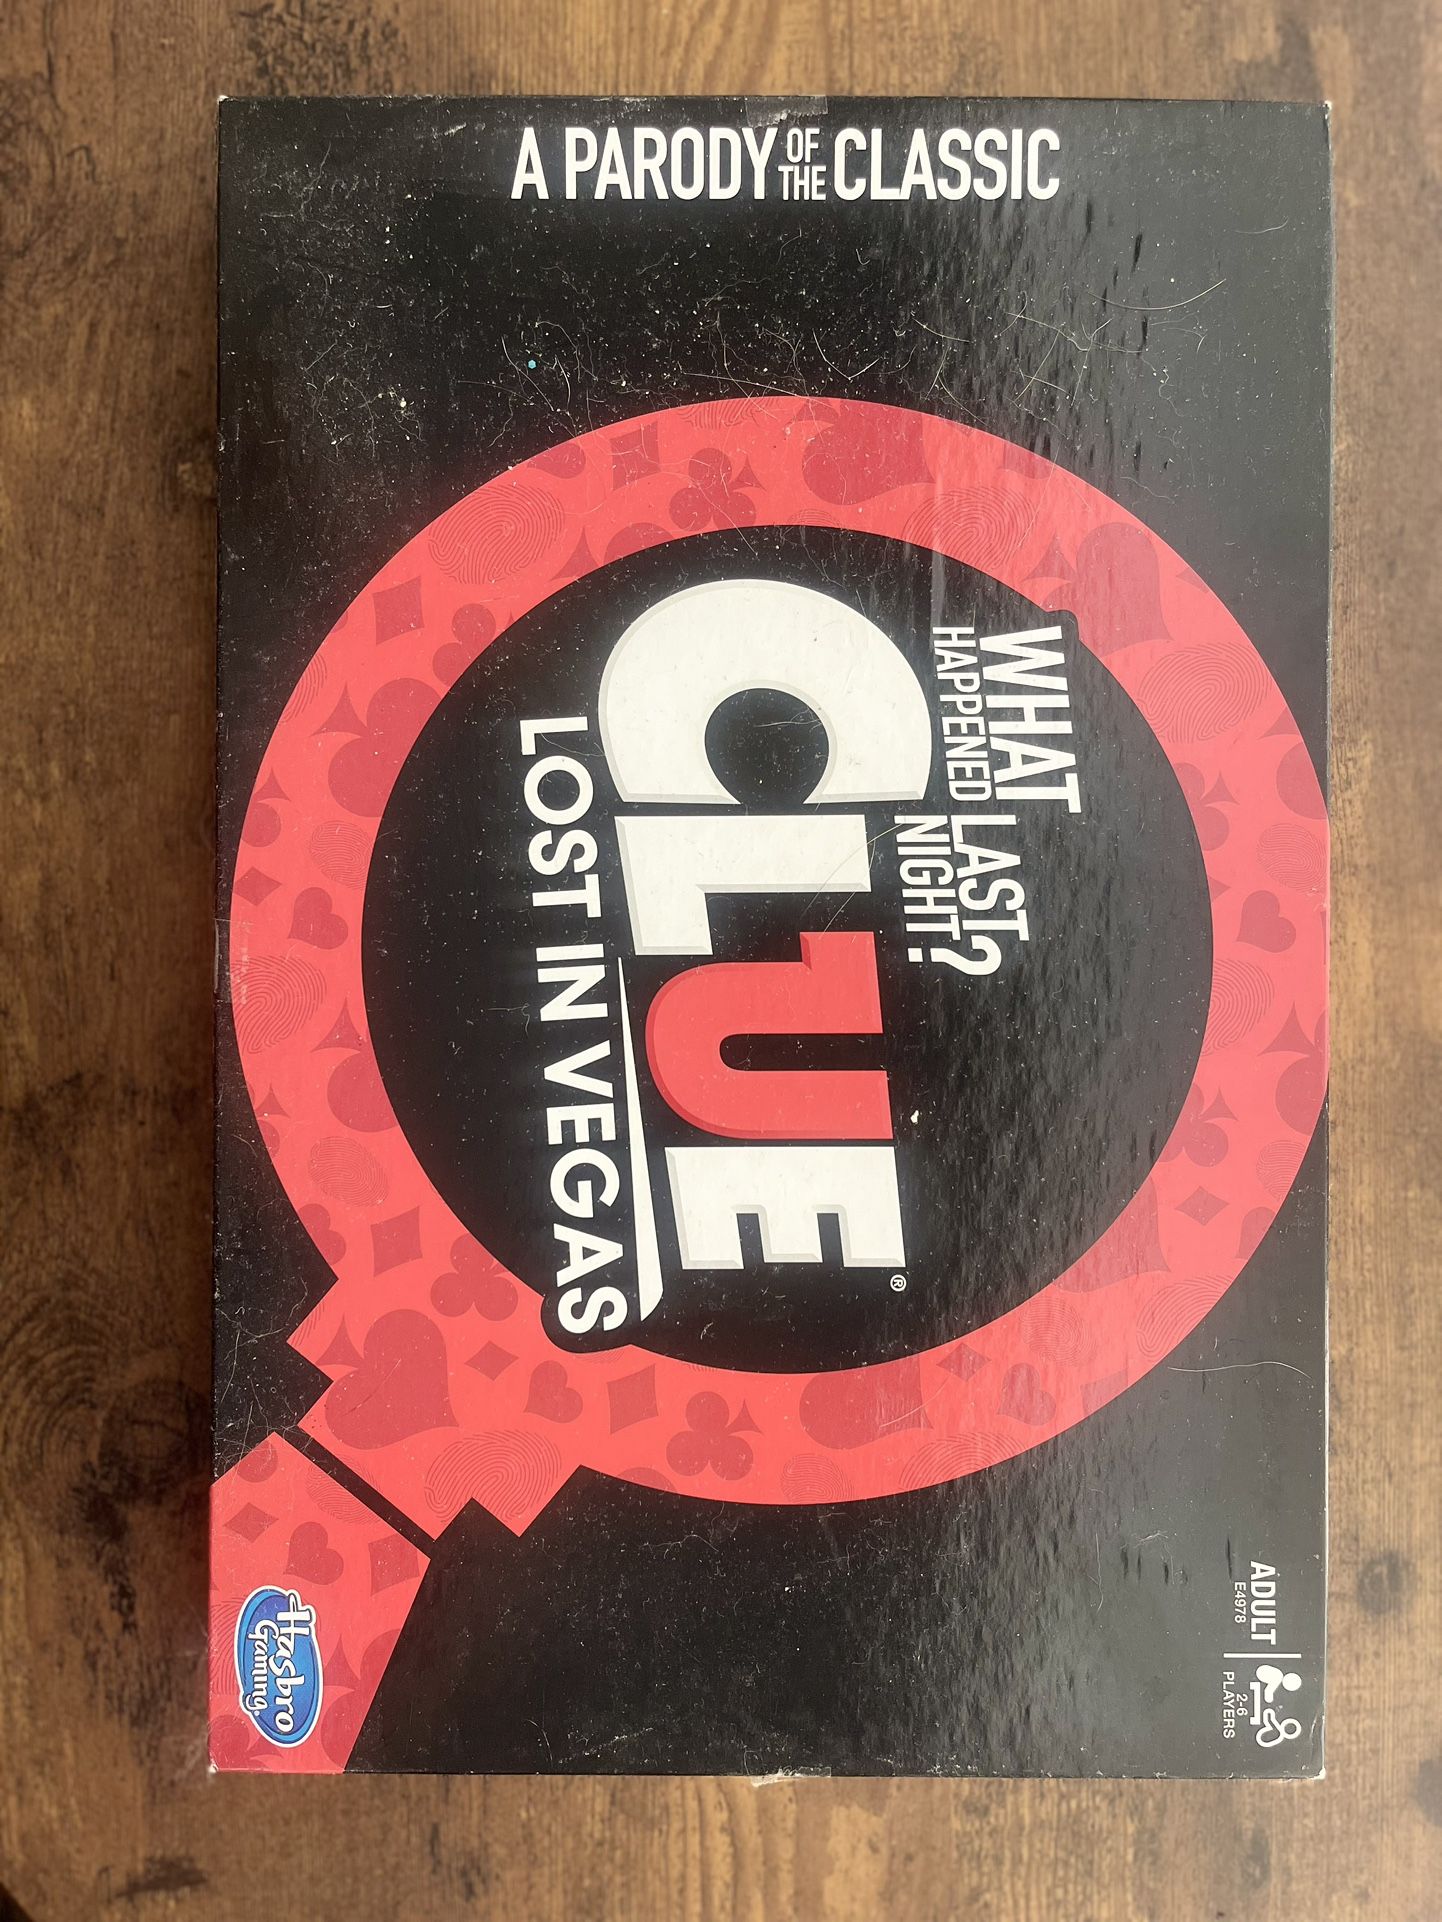 A PARODY OF THE CLASSIC
WHAT
HAPPENED LAST
NIGHT?
CLUE®
LOST IN VEGAS
ADULT
E4978
2-6
PLAYERS
Hasbro
Gaming.